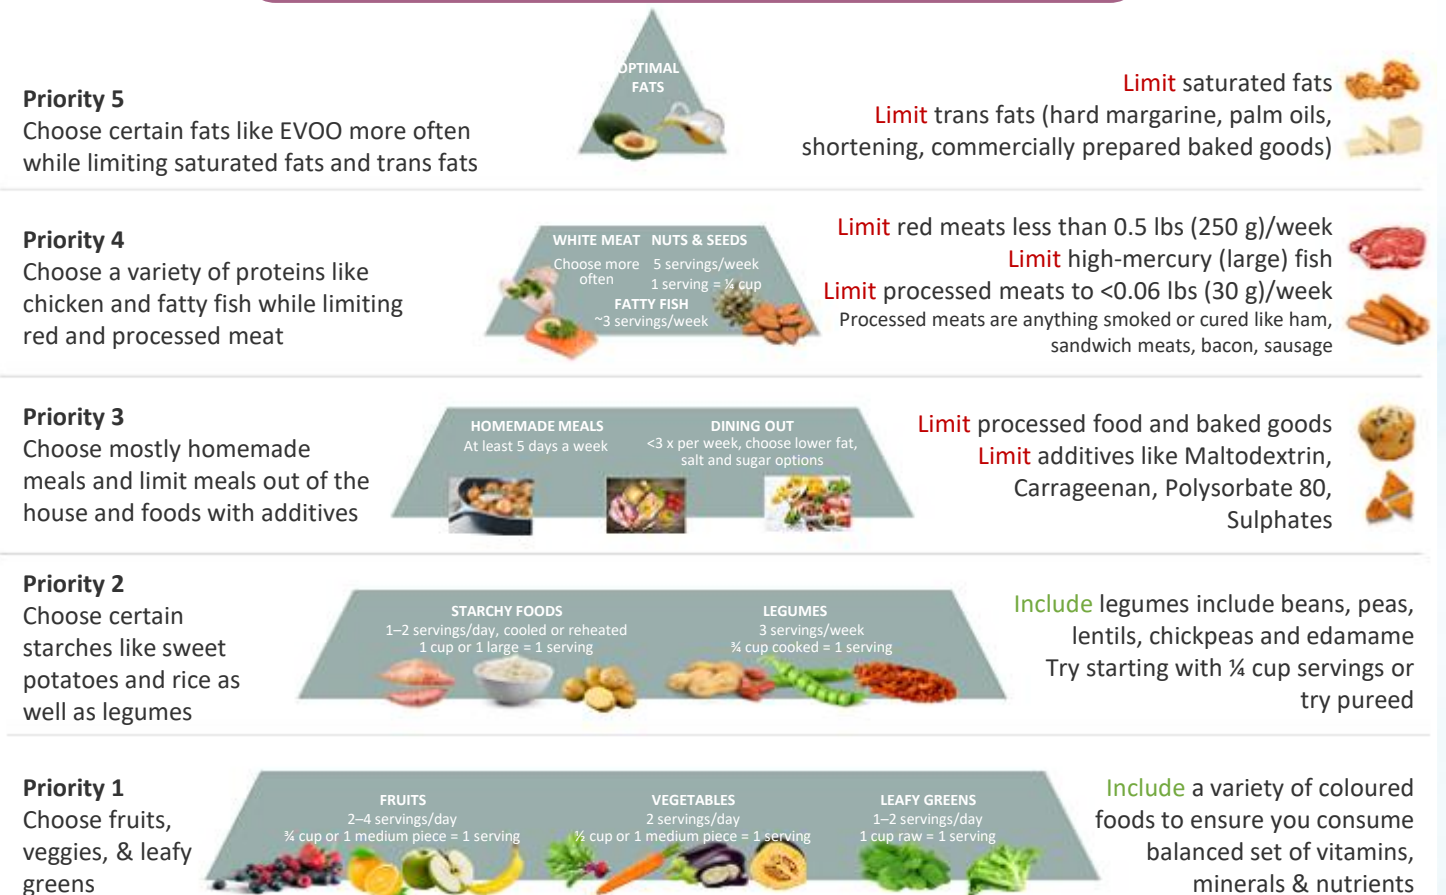 Priority 5
Choose certain fats like EVOO more often
while limiting saturated fats and trans fats
OPTIMAL
FATS
Limit saturated fats
Limit trans fats (hard margarine, palm oils,
shortening, commercially prepared baked goods)
Priority 4
Choose a variety of proteins like
chicken and fatty fish while limiting
red and processed meat
WHITE MEAT
Choose more
often
NUTS & SEEDS
5 servings/week
1 serving = ¼ cup
FATTY FISH
~3 servings/week
Limit red meats less than 0.5 lbs (250 g)/week
Limit high-mercury (large) fish
Limit processed meats to <0.06 lbs (30 g)/week
Processed meats are anything smoked or cured like ham,
sandwich meats, bacon, sausage
Priority 3
Choose mostly homemade
meals and limit meals out of the
house and foods with additives
HOMEMADE MEALS
At least 5 days a week
DINING OUT
<3 x per week, choose lower fat,
salt and sugar options
Limit processed food and baked goods
Limit additives like Maltodextrin,
Carrageenan, Polysorbate 80,
Sulphates
Priority 2
Choose certain
starches like sweet
potatoes and rice as
well as legumes
STARCHY FOODS
1–2 servings/day, cooled or reheated
1 cup or 1 large = 1 serving
LEGUMES
3 servings/week
¾ cup cooked = 1 serving
Include legumes include beans, peas,
lentils, chickpeas and edamame
Try starting with ¼ cup servings or
try pureed
Priority 1
Choose fruits,
veggies, & leafy
greens
FRUITS
2–4 servings/day
¾ cup or 1 medium piece = 1 serving
VEGETABLES
2 servings/day
½ cup or 1 medium piece = 1 serving
LEAFY GREENS
1–2 servings/day
1 cup raw = 1 serving
Include a variety of coloured
foods to ensure you consume
balanced set of vitamins,
minerals & nutrients